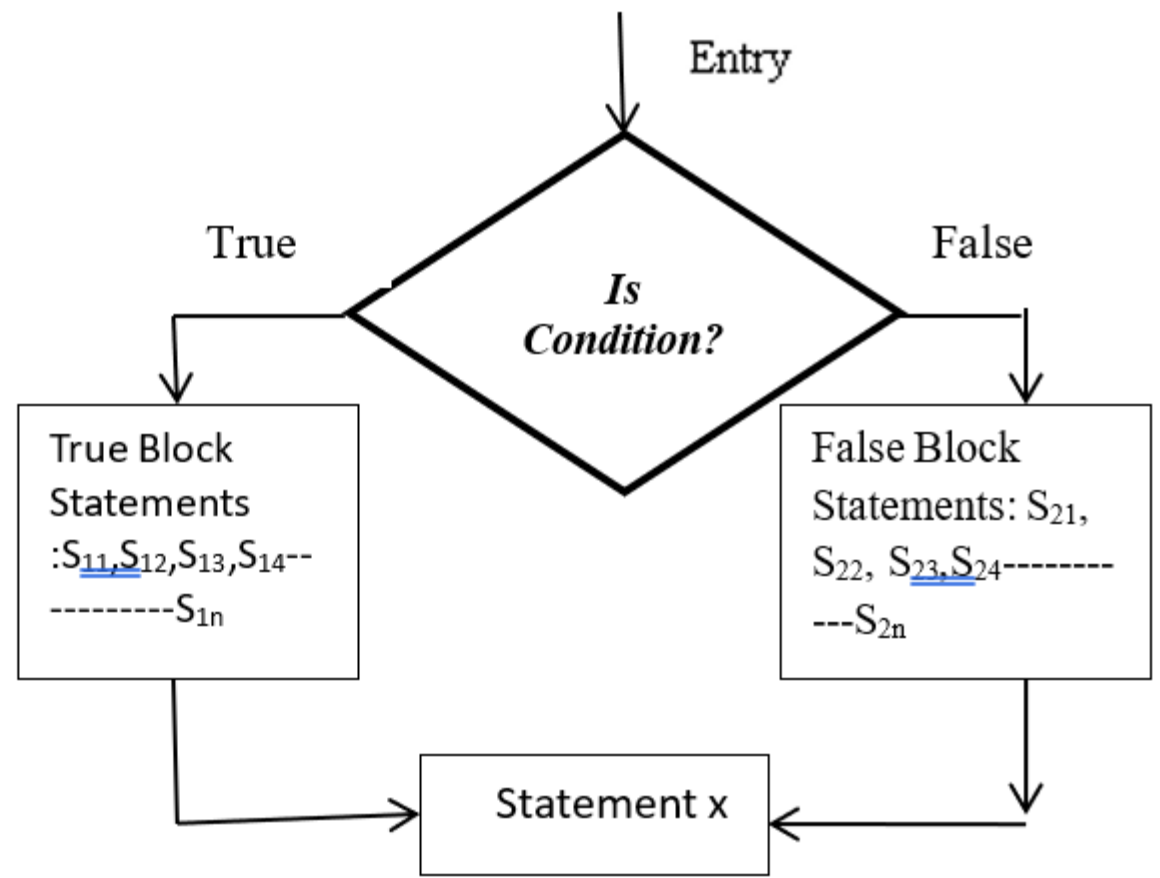 Entry
True
False
Is
Condition?
True Block
Statements
:S₁₁,S₁₂,S₁₃,S₁₄--
---------S₁ₙ
False Block
Statements: S₂₁,
S₂₂, S₂₃,S₂₄--------
---S₂ₙ
Statement x